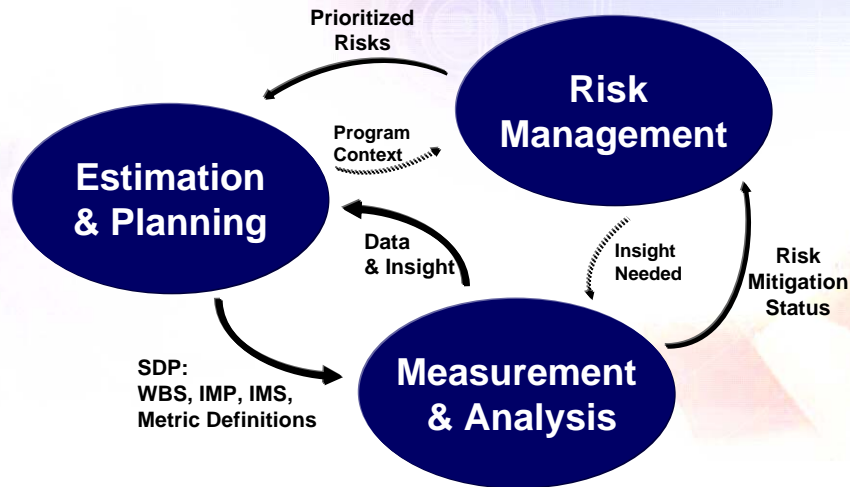 Prioritized
Risks
Risk
Management
Program
Context
Estimation
& Planning
Data
& Insight
Insight
Needed
Risk
Mitigation
Status
SDP:
WBS, IMP, IMS,
Metric Definitions
Measurement
& Analysis